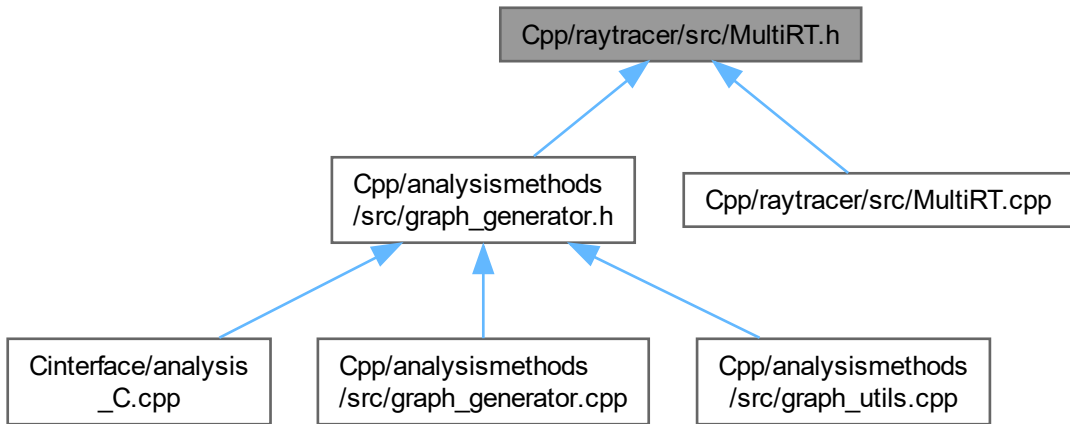 Cpp/raytracer/src/MultiRT.h
Cpp/analysismethods
/src/graph_generator.h
Cpp/raytracer/src/MultiRT.cpp
Cinterface/analysis
_C.cpp
Cpp/analysismethods
/src/graph_generator.cpp
Cpp/analysismethods
/src/graph_utils.cpp